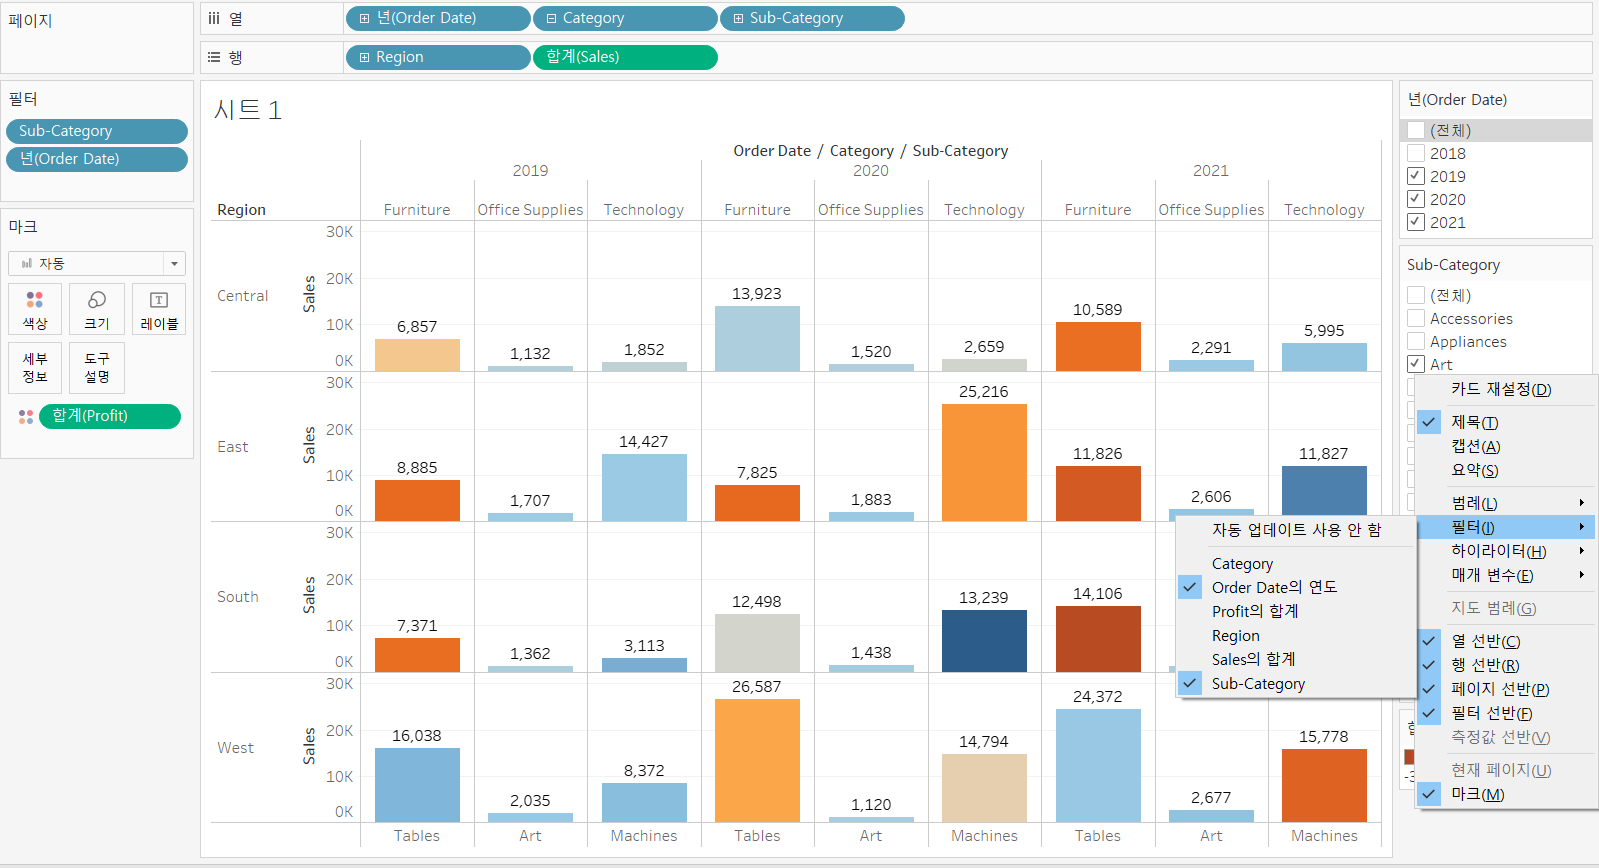 페이지
열
년(Order Date)
Category
Sub-Category
행
Region
합계(Sales)
필터
Sub-Category
년(Order Date)
마크
자동
색상
크기
레이블
세부
정보
도구
설명
합계(Profit)
시트 1
Order Date / Category / Sub-Category
2019 2020 2021
Region Furniture Office Supplies Technology Furniture Office Supplies Technology Furniture Office Supplies Technology
Central
Sales
30K
20K
10K
0K
6,857 1,132 1,852 13,923 1,520 2,659 10,589 2,291 5,995
East
Sales
30K
20K
10K
0K
8,885 1,707 14,427 7,825 1,883 25,216 11,826 2,606 11,827
South
Sales
30K
20K
10K
0K
7,371 1,362 3,113 12,498 1,438 13,239 14,106
West
Sales
30K
20K
10K
0K
16,038 2,035 8,372 26,587 1,120 14,794 24,372 2,677 15,778
Tables Art Machines Tables Art Machines Tables Art Machines
년(Order Date)
(전체)
2018
2019
2020
2021
Sub-Category
(전체)
Accessories
Appliances
Art
카드 재설정(D)
제목(T)
캡션(A)
요약(S)
범례(L)
필터(I)
하이라이터(H)
매개 변수(E)
지도 범례(G)
열 선반(C)
행 선반(R)
페이지 선반(P)
필터 선반(F)
측정값 선반(V)
현재 페이지(U)
마크(M)
자동 업데이트 사용 안 함
Category
Order Date의 연도
Profit의 합계
Region
Sales의 합계
Sub-Category